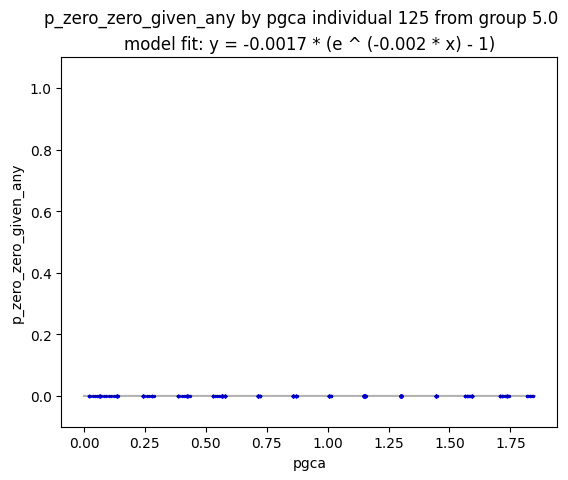 p_zero_zero_given_any by pgca individual 125 from group 5.0
model fit: y = -0.0017 * (e ^ (-0.002 * x) - 1)
1.0
0.8
0.6
0.4
0.2
0.0
p_zero_zero_given_any
0.00 0.25 0.50 0.75 1.00 1.25 1.50 1.75
pgca